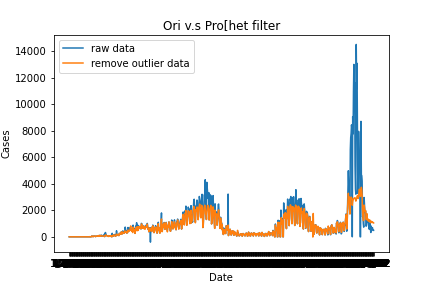 Ori v.s Pro[het filter
raw data
remove outlier data
14000
12000
10000
8000
6000
4000
2000
0
Cases
Date